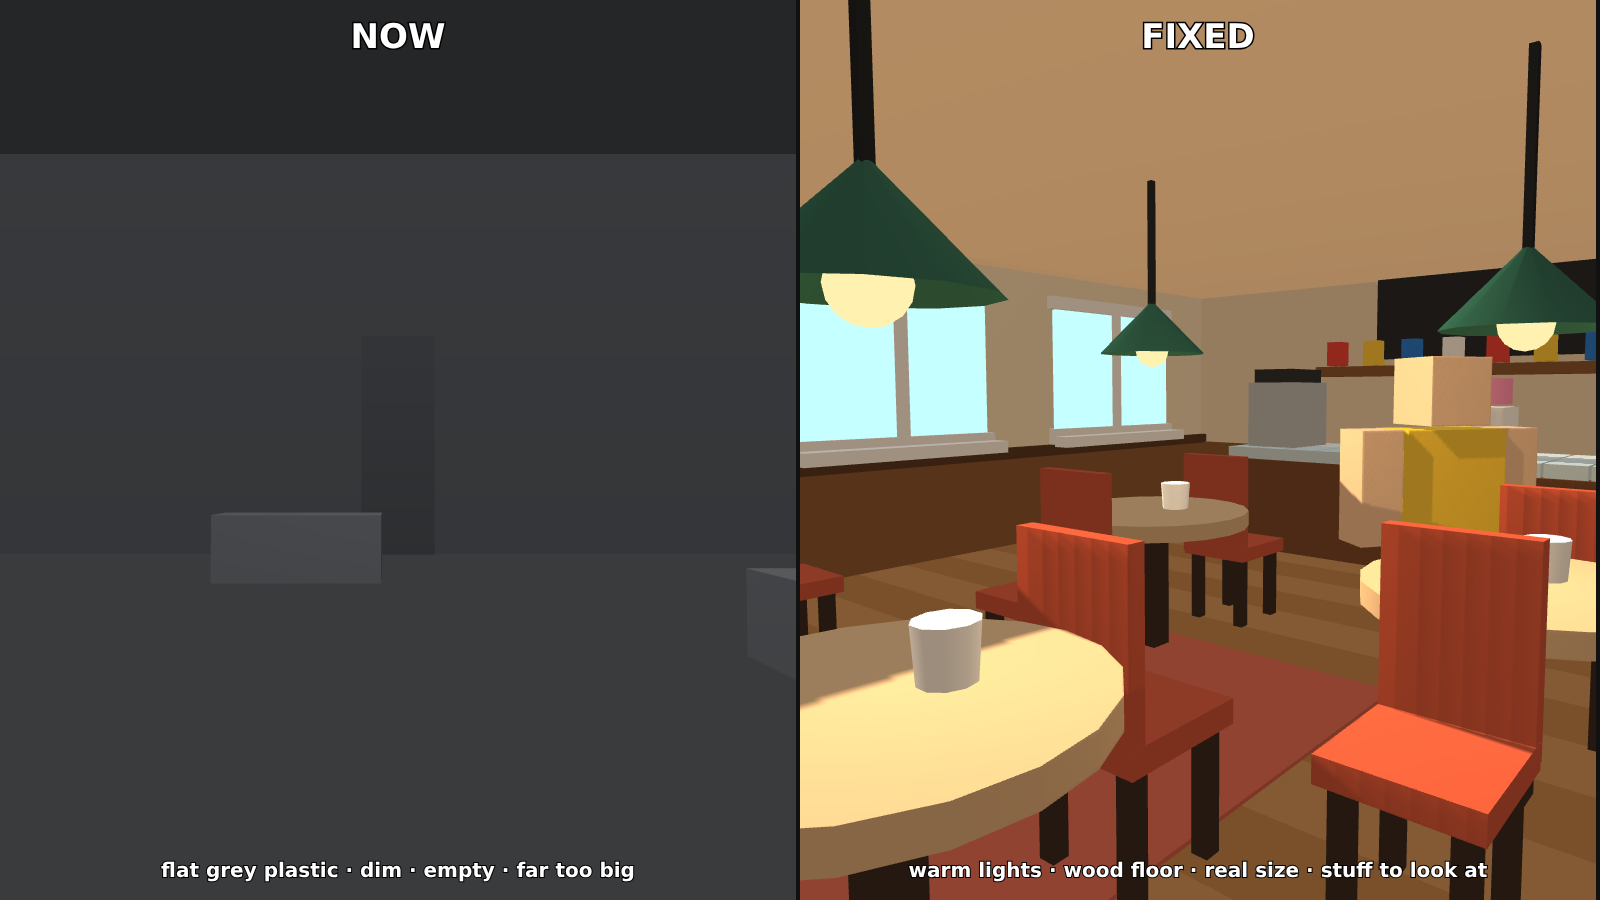 NOW
FIXED
flat grey plastic · dim · empty · far too big
warm lights · wood floor · real size · stuff to look at